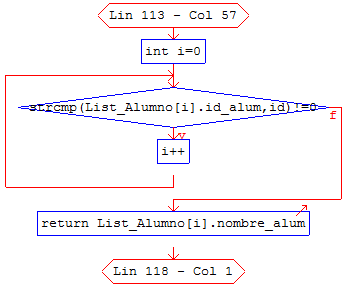 Lin 113 - Col 57
int i=0
strcmp(List_Alumno[i].id_alum,id)!=0
f
v
i++
return List_Alumno[i].nombre_alum
Lin 118 - Col 1